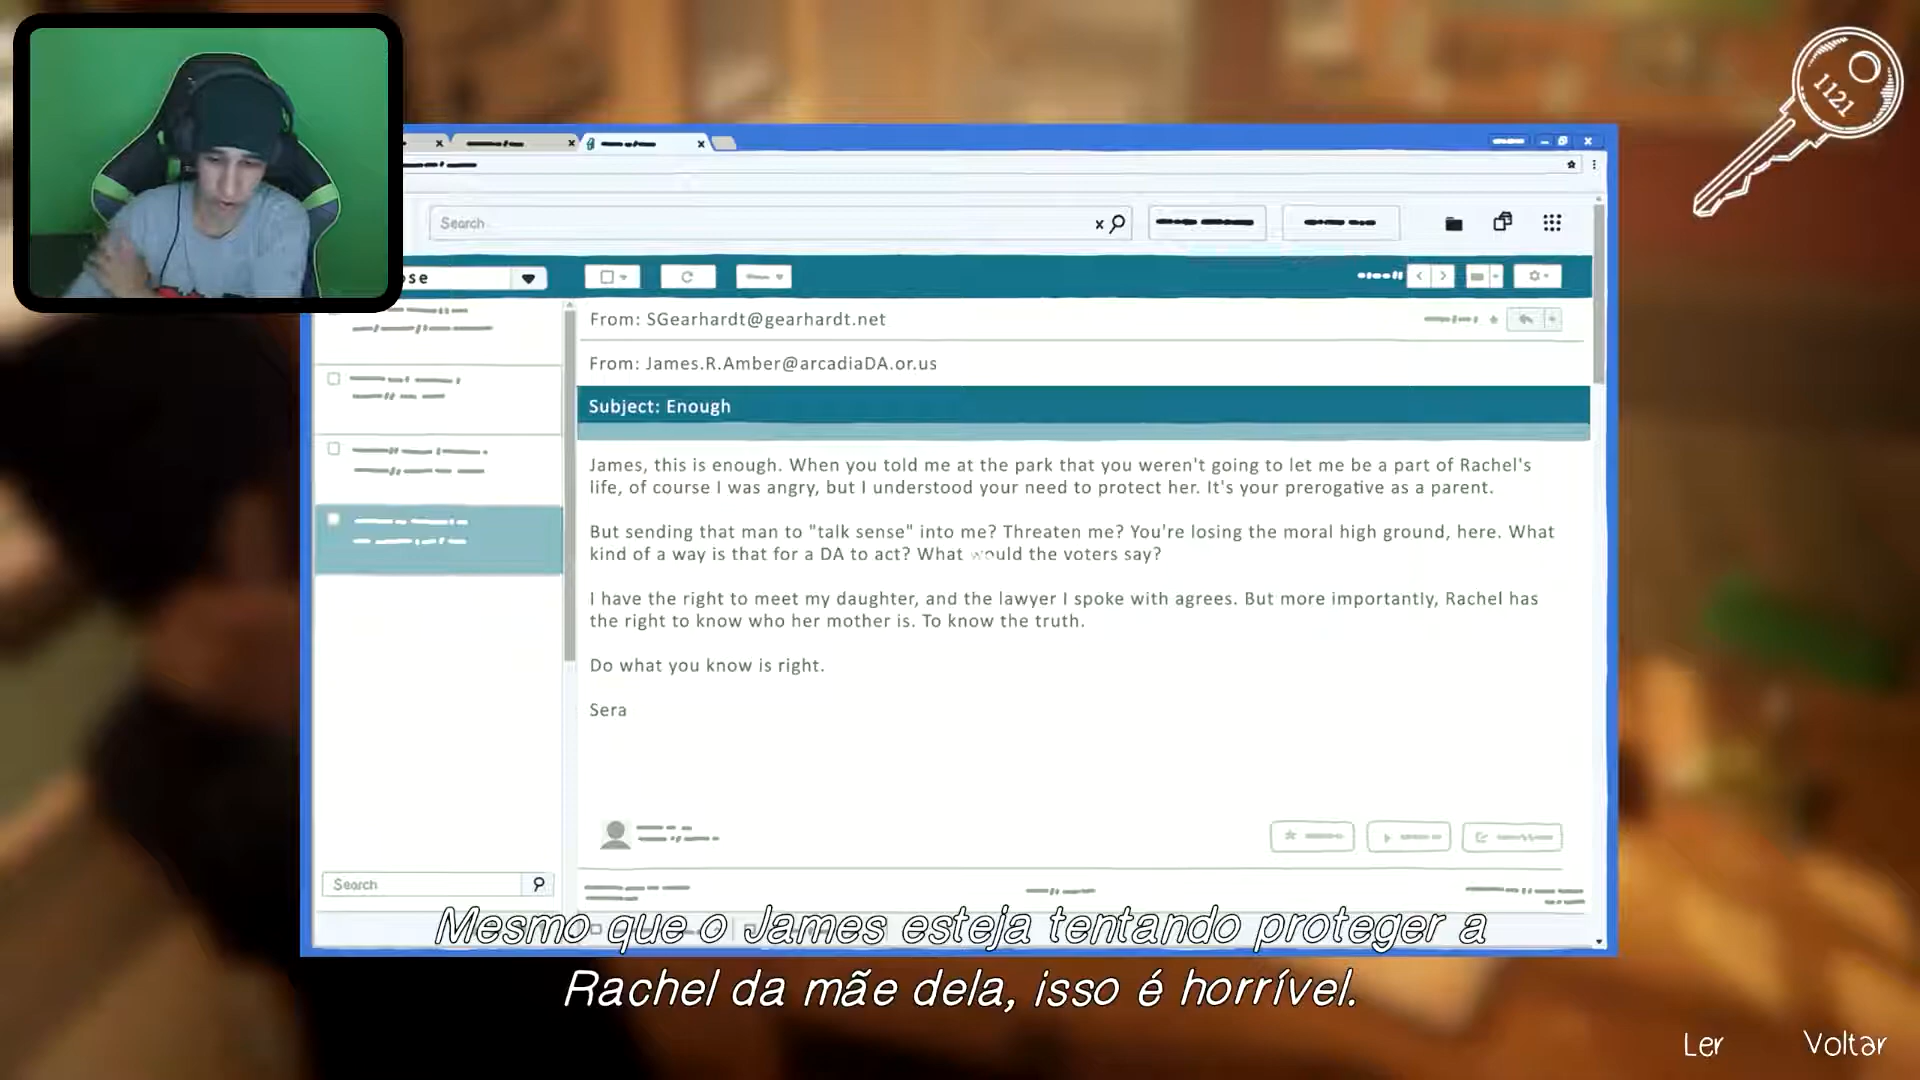 1121
Search
x
ose
From: SGearhardt@gearhardt.net
From: James.R.Amber@arcadiaDA.or.us
Subject: Enough
James, this is enough. When you told me at the park that you weren't going to let me be a part of Rachel's
life, of course I was angry, but I understood your need to protect her. It's your prerogative as a parent.
But sending that man to "talk sense" into me? Threaten me? You're losing the moral high ground, here. What
kind of a way is that for a DA to act? What would the voters say?
I have the right to meet my daughter, and the lawyer I spoke with agrees. But more importantly, Rachel has
the right to know who her mother is. To know the truth.
Do what you know is right.
Sera
Search
Mesmo que o James esteja tentando proteger a
Rachel da mãe dela, isso é horrível.
Ler Voltar